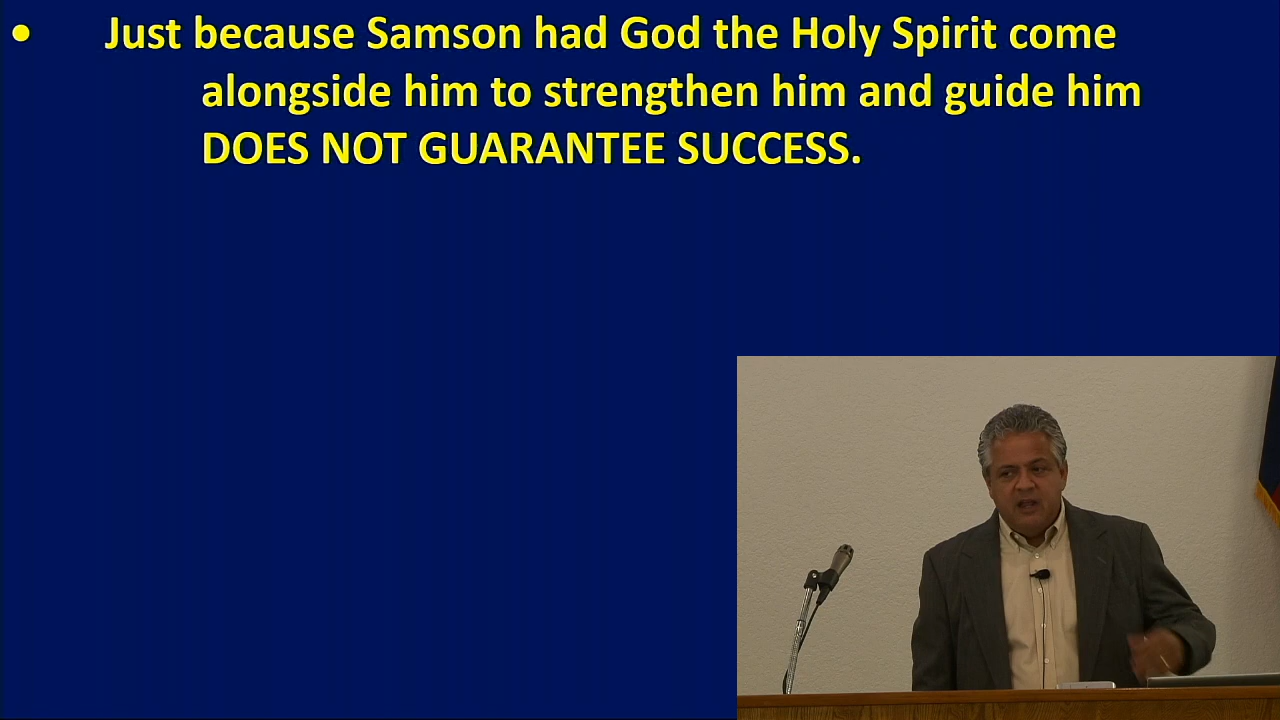 • Just because Samson had God the Holy Spirit come
alongside him to strengthen him and guide him
DOES NOT GUARANTEE SUCCESS.